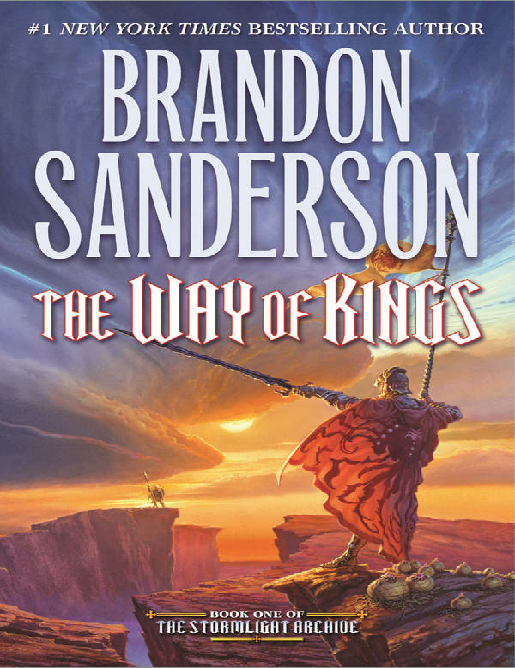 #1 NEW YORK TIMES BESTSELLING AUTHOR
BRANDON
SANDERSON
THE WAY OF KINGS
BOOK ONE OF
THE STORMLIGHT ARCHIVE